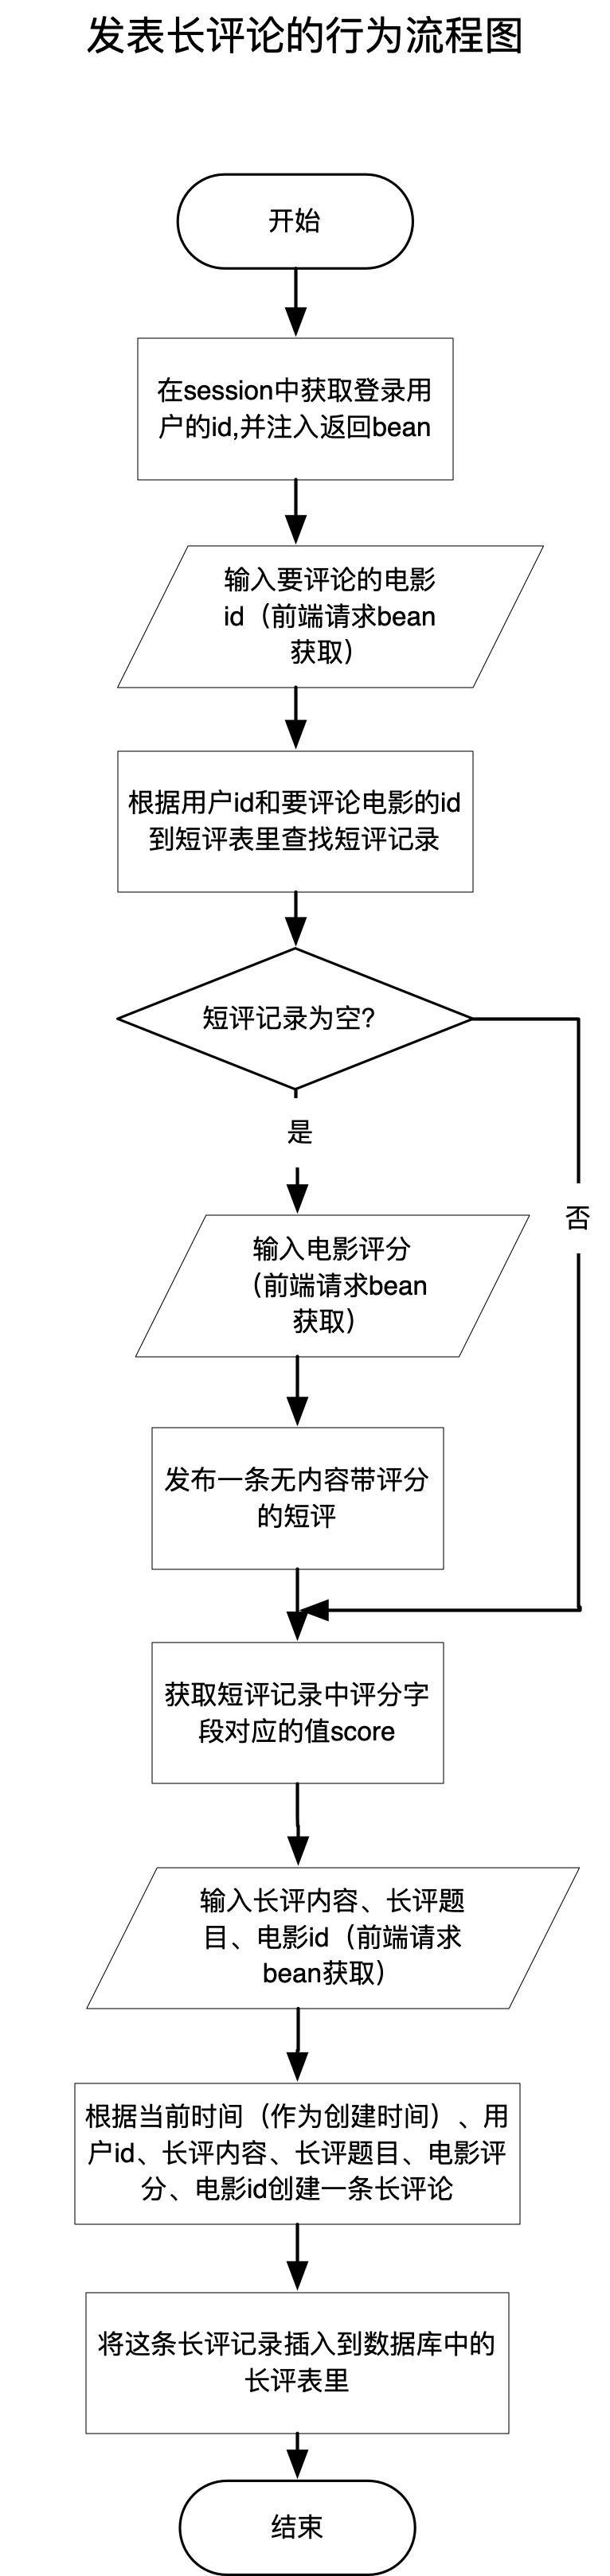 发表长评论的行为流程图
开始
在session中获取登录用
户的id,并注入返回bean
输入要评论的电影
id（前端请求bean
获取）
根据用户id和要评论电影的id
到短评表里查找短评记录
短评记录为空?
是
否
输入电影评分
（前端请求bean
获取）
发布一条无内容带评分
的短评
获取短评记录中评分字
段对应的值score
输入长评内容、长评题
目、电影id（前端请求
bean获取）
根据当前时间（作为创建时间）、用
户id、长评内容、长评题目、电影评
分、电影id创建一条长评论
将这条长评记录插入到数据库中的
长评表里
结束